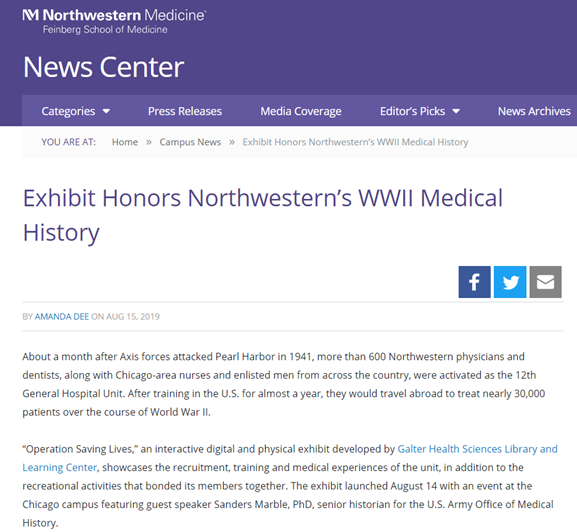 Northwestern Medicine®
Feinberg School of Medicine
News Center
Categories Press Releases Media Coverage Editor's Picks News Archives
YOU ARE AT: Home » Campus News » Exhibit Honors Northwestern's WWII Medical History
Exhibit Honors Northwestern's WWII Medical
History
BY AMANDA DEE ON AUG 15, 2019
About a month after Axis forces attacked Pearl Harbor in 1941, more than 600 Northwestern physicians and
dentists, along with Chicago-area nurses and enlisted men from across the country, were activated as the 12th
General Hospital Unit. After training in the U.S. for almost a year, they would travel abroad to treat nearly 30,000
patients over the course of World War II.
“Operation Saving Lives,” an interactive digital and physical exhibit developed by Galter Health Sciences Library and
Learning Center, showcases the recruitment, training and medical experiences of the unit, in addition to the
recreational activities that bonded its members together. The exhibit launched August 14 with an event at the
Chicago campus featuring guest speaker Sanders Marble, PhD, senior historian for the U.S. Army Office of Medical
History.